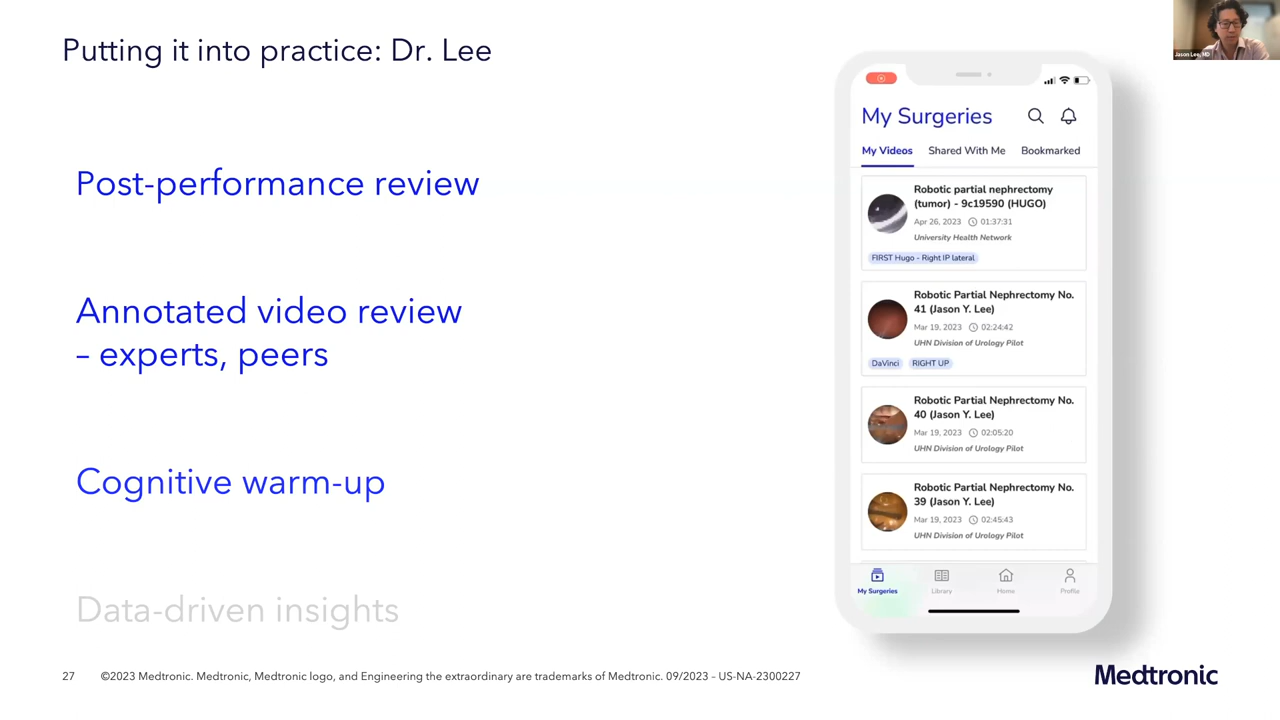 Putting it into practice: Dr. Lee
Jason Lee, MD
Post-performance review
Annotated video review
– experts, peers
Cognitive warm-up
Data-driven insights
My Surgeries
My Videos Shared With Me Bookmarked
Robotic partial nephrectomy
(tumor) - 9c19590 (HUGO)
Apr 26, 2023 01:37:31
University Health Network
FIRST Hugo - Right IP lateral
Robotic Partial Nephrectomy No.
41 (Jason Y. Lee)
Mar 19, 2023 02:24:42
UHN Division of Urology Pilot
DaVinci RIGHT UP
Robotic Partial Nephrectomy No.
40 (Jason Y. Lee)
Mar 19, 2023 02:05:20
UHN Division of Urology Pilot
Robotic Partial Nephrectomy No.
39 (Jason Y. Lee)
Mar 19, 2023 02:45:43
UHN Division of Urology Pilot
My Surgeries Library Home Profile
27 ©2023 Medtronic. Medtronic, Medtronic logo, and Engineering the extraordinary are trademarks of Medtronic. 09/2023 – US-NA-2300227
Medtronic